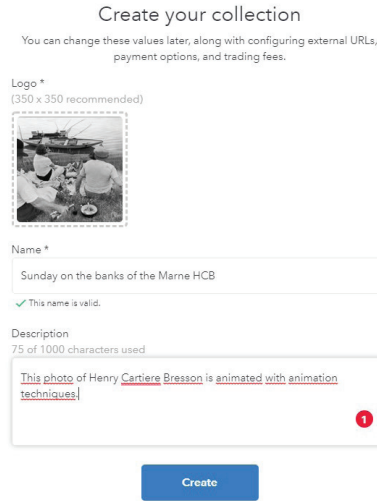 Create your collection
You can change these values later, along with configuring external URLs,
payment options, and trading fees.
Logo *
(350 x 350 recommended)
Name *
Sunday on the banks of the Marne HCB
This name is valid.
Description
75 of 1000 characters used
This photo of Henry Cartiere Bresson is animated with animation
techniques.
1
Create